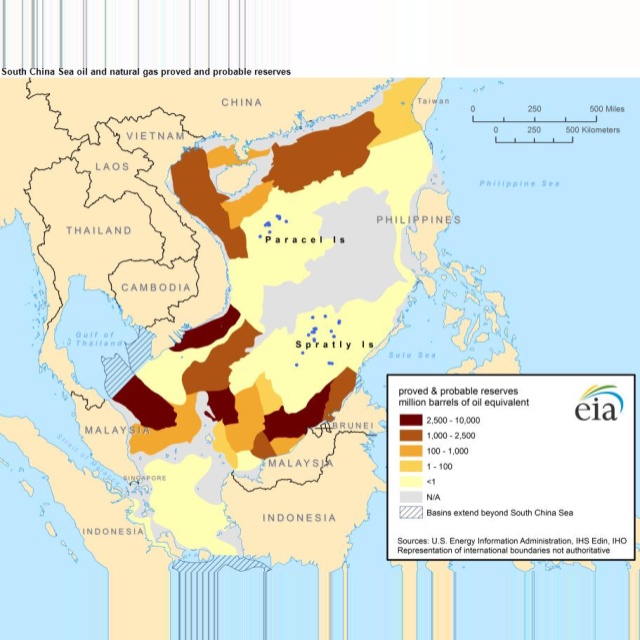 South China Sea oil and natural gas proved and probable reserves
CHINA
Taiwan
0 250 500 Miles
0 250 500 Kilometers
VIETNAM
LAOS
Philippine Sea
THAILAND
PHILIPPINES
Paracel Is
CAMBODIA
Gulf of
Thailand
Spratly Is
Sulu Sea
proved & probable reserves
million barrels of oil equivalent
eia
2,500 - 10,000
1,000 - 2,500
100 - 1,000
1 - 100
<1
N/A
Basins extend beyond South China Sea
Sources: U.S. Energy Information Administration, IHS Edin, IHO
Representation of international boundaries not authoritative
MALAYSIA
BRUNEI
MALAYSIA
SINGAPORE
INDONESIA
INDONESIA